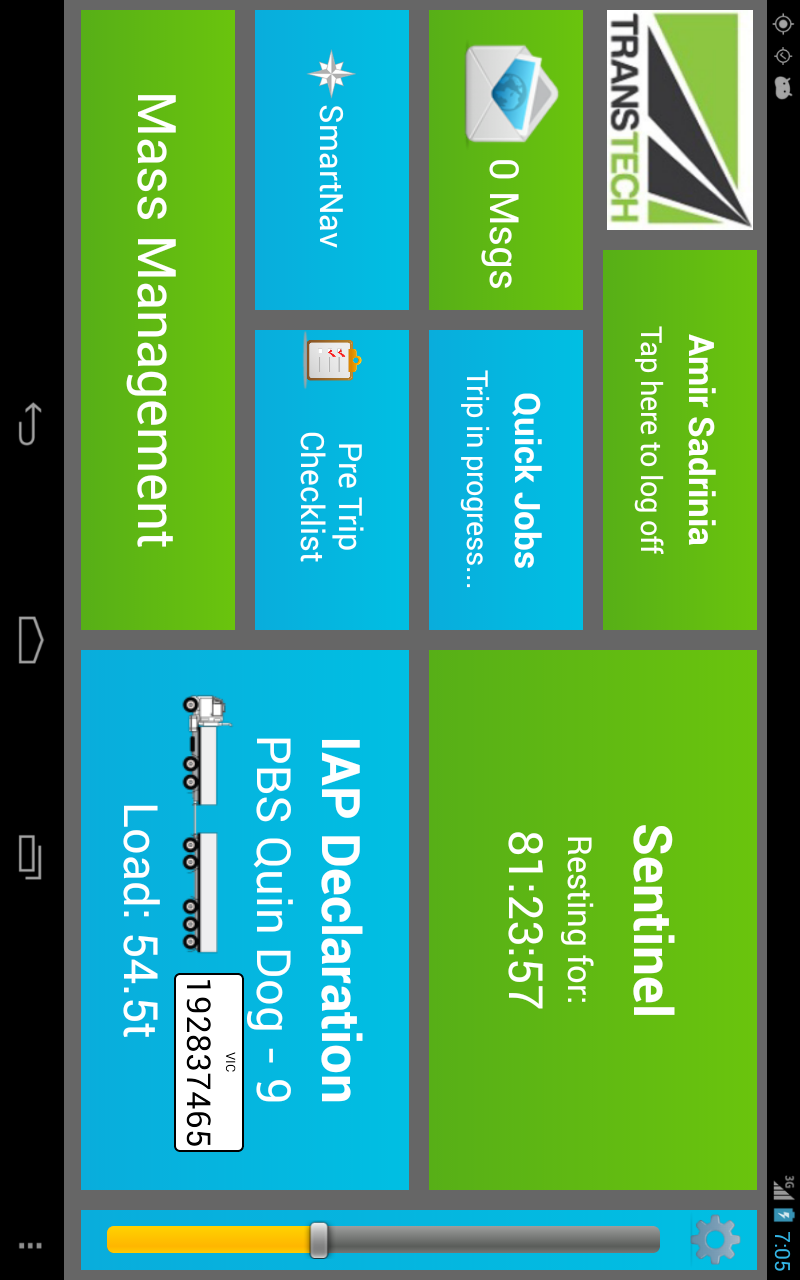 TRANSTECH
Amir Sadrinia
Tap here to log off
0 Msgs
Quick Jobs
Trip in progress...
SmartNav
Pre Trip
Checklist
Mass Management
Sentinel
Resting for:
81:23:57
IAP Declaration
PBS Quin Dog - 9
VIC
192837465
Load: 54.5t
3G
7:05